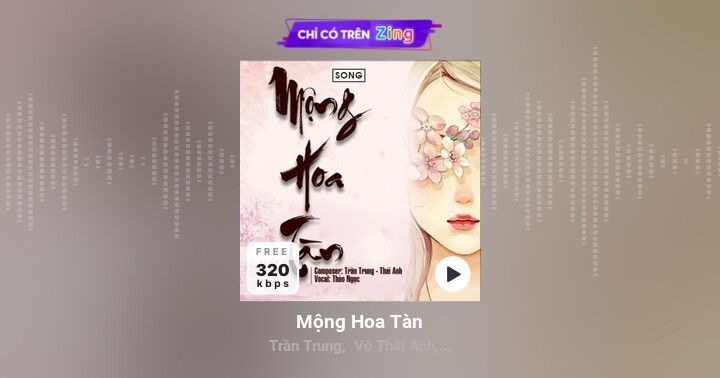 CHỈ CÓ TRÊN Zing
SONG
Mộng
Hoa
Tàn
FREE
320
kbps
Composer: Trần Trung - Thái Anh
Vocal: Thảo Ngọc
Mộng Hoa Tàn
Trần Trung, Võ Thái Anh,...